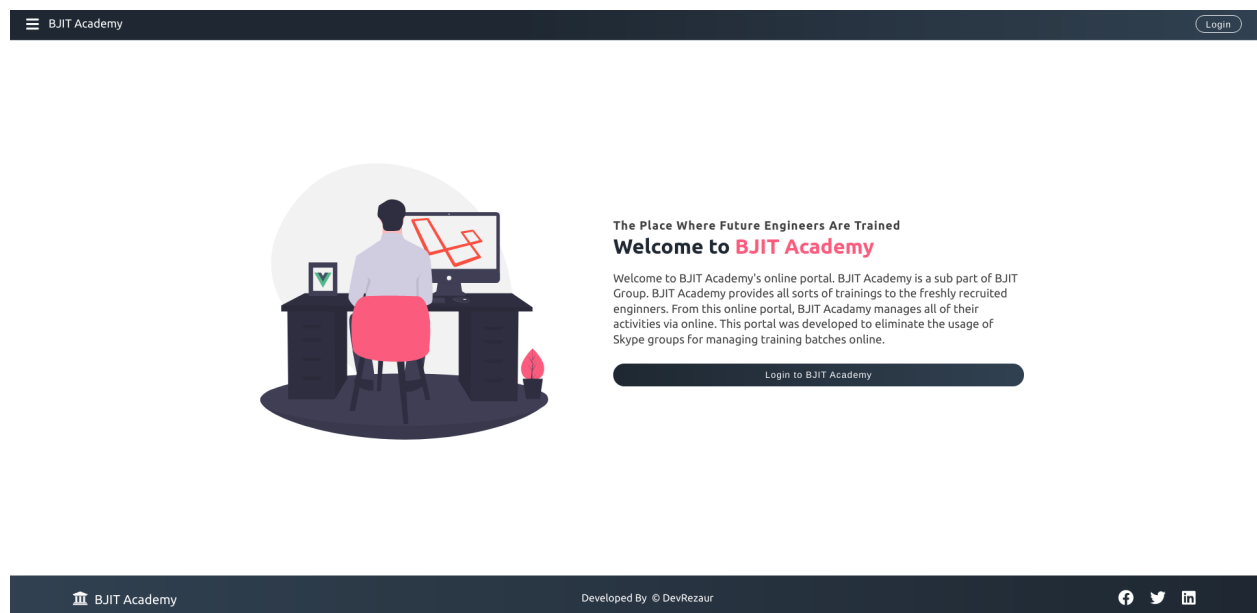 BJIT Academy
Login
The Place Where Future Engineers Are Trained
Welcome to BJIT Academy
Welcome to BJIT Academy's online portal. BJIT Academy is a sub part of BJIT
Group. BJIT Academy provides all sorts of trainings to the freshly recruited
enginners. From this online portal, BJIT Acadamy manages all of their
activities via online. This portal was developed to eliminate the usage of
Skype groups for managing training batches online.
Login to BJIT Academy
BJIT Academy
Developed By © DevRezaur